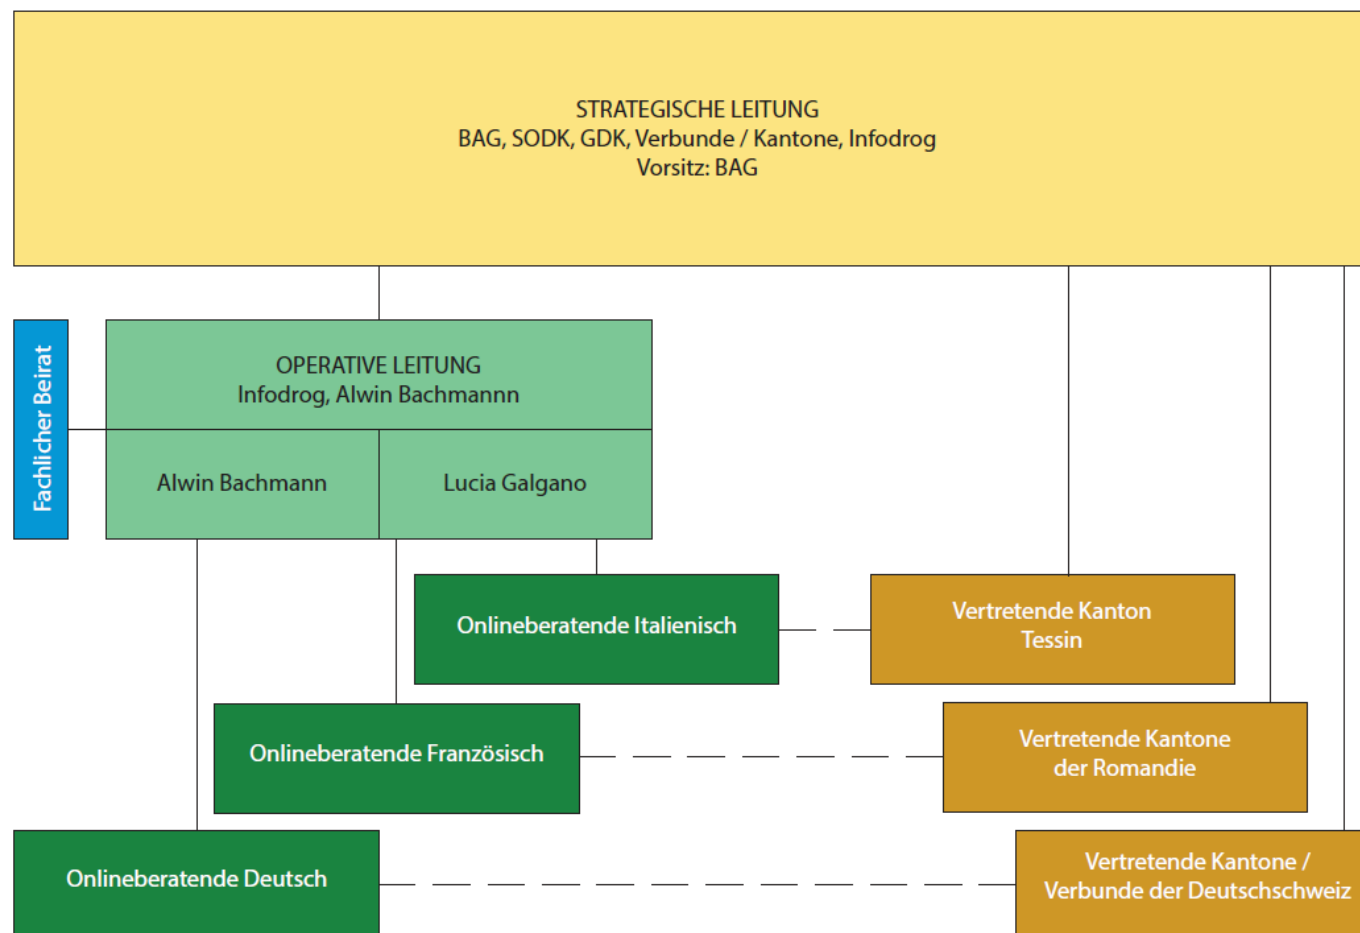 STRATEGISCHE LEITUNG
BAG, SODK, GDK, Verbunde / Kantone, Infodrog
Vorsitz: BAG
Fachlicher Beirat
OPERATIVE LEITUNG
Infodrog, Alwin Bachmannn
Alwin Bachmann
Lucia Galgano
Onlineberatende Italienisch
Vertretende Kanton
Tessin
Onlineberatende Französisch
Vertretende Kantone
der Romandie
Onlineberatende Deutsch
Vertretende Kantone /
Verbunde der Deutschschweiz